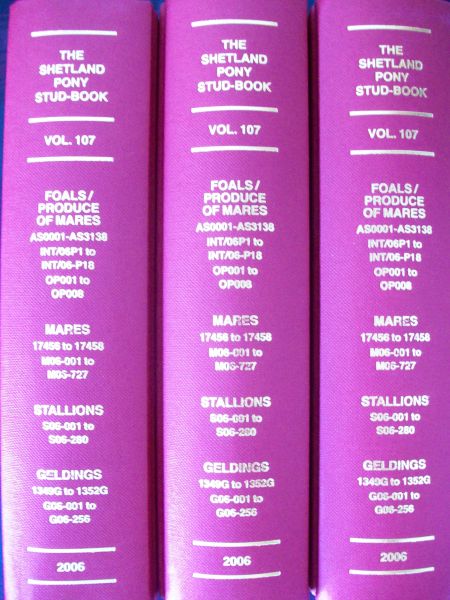 THE
SHETLAND
PONY
STUD-BOOK
VOL. 107
FOALS/
PRODUCE
OF MARES
AS0001-AS3138
INT/06P1 to
INT/06-P18
OP001 to
OP008
MARES
17456 to 17458
M06-001 to
M06-727
STALLIONS
S06-001 to
S06-280
GELDINGS
1349G to 1352G
G06-001 to
G06-256
2006
THE
SHETLAND
PONY
STUD-BOOK
VOL. 107
FOALS/
PRODUCE
OF MARES
AS0001-AS3138
INT/06P1 to
INT/06-P18
OP001 to
OP008
MARES
17456 to 17458
M06-001 to
M06-727
STALLIONS
S06-001 to
S06-280
GELDINGS
1349G to 1352G
G06-001 to
G06-256
2006
THE
SHETLAND
PONY
STUD-BOOK
VOL. 107
FOALS/
PRODUCE
OF MARES
AS0001-AS3138
INT/06P1 to
INT/06-P18
OP001 to
OP008
MARES
17456 to 17458
M06-001 to
M06-727
STALLIONS
S06-001 to
S06-280
GELDINGS
1349G to 1352G
G06-001 to
G06-256
2006